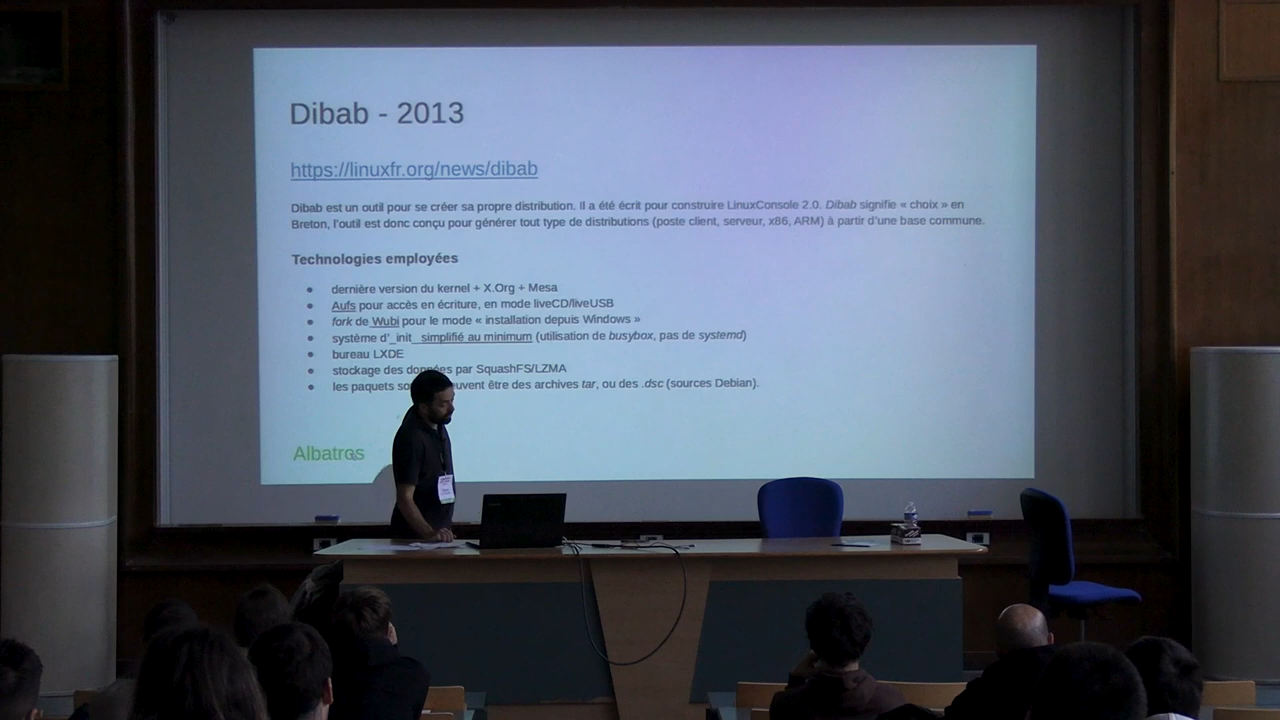 Dibab - 2013
https://linuxfr.org/news/dibab
Dibab est un outil pour se créer sa propre distribution. Il a été écrit pour construire LinuxConsole 2.0. Dibab signifie « choix » en
Breton, l'outil est donc conçu pour générer tout type de distributions (poste client, serveur, x86, ARM) à partir d'une base commune.
Technologies employées
● dernière version du kernel + X.Org + Mesa
● Aufs pour accès en écriture, en mode liveCD/liveUSB
● fork de Wubi pour le mode « installation depuis Windows »
● système d'_init_ simplifié au minimum (utilisation de busybox, pas de systemd)
● bureau LXDE
● stockage des données par SquashFS/LZMA
● les paquets des archives tar, ou des .dsc (sources Debian).
Albatros